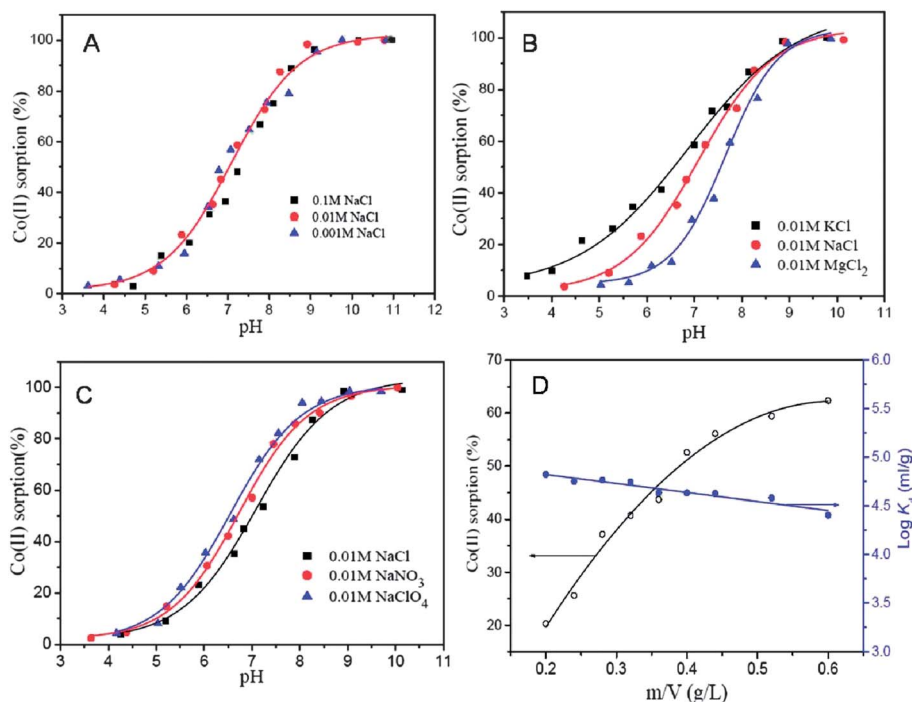 A
Co(II) sorption (%)
100
80
60
40
20
0
0.1M NaCl
0.01M NaCl
0.001M NaCl
3 4 5 6 7 8 9 10 11 12
pH
B
Co(II) sorption (%)
100
80
60
40
20
0
0.01M KCl
0.01M NaCl
0.01M MgCl₂
3 4 5 6 7 8 9 10 11
pH
C
Co(II) sorption(%)
100
80
60
40
20
0
0.01M NaCl
0.01M NaNO₃
0.01M NaClO₄
3 4 5 6 7 8 9 10 11
pH
D
Co(II) sorption (%)
70
60
50
40
30
20
6.0
5.5
5.0
4.5
4.0
3.5
3.0
(ml/g)
0.2 0.3 0.4 0.5 0.6
m/V (g/L)